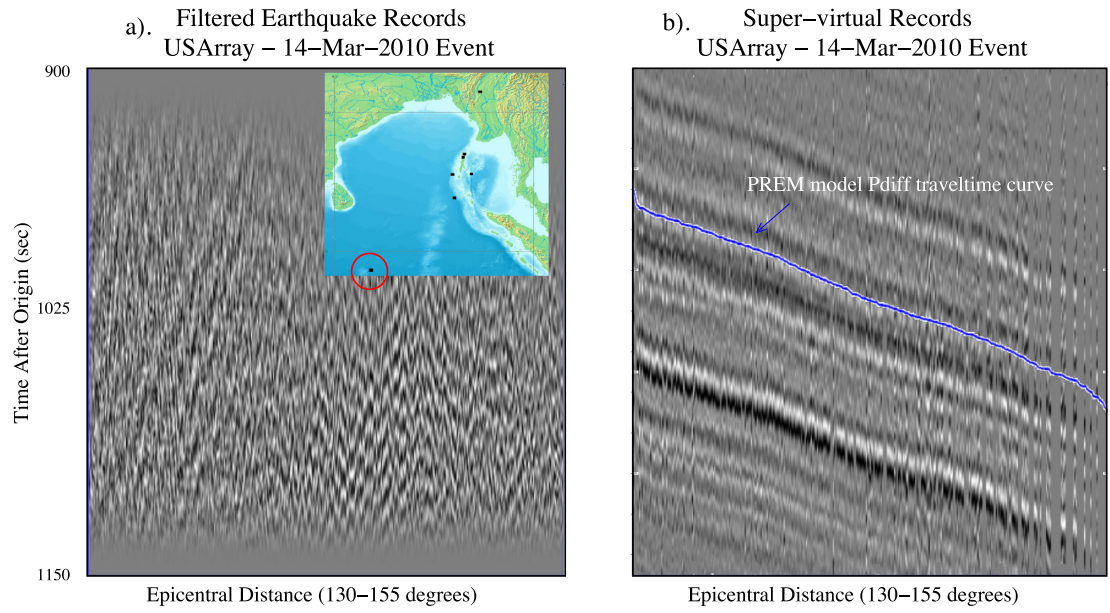 a).
Filtered Earthquake Records
USArray − 14−Mar−2010 Event
900
1025
1150
Time After Origin (sec)
Epicentral Distance (130−155 degrees)
b).
Super−virtual Records
USArray − 14−Mar−2010 Event
PREM model Pdiff traveltime curve
Epicentral Distance (130−155 degrees)